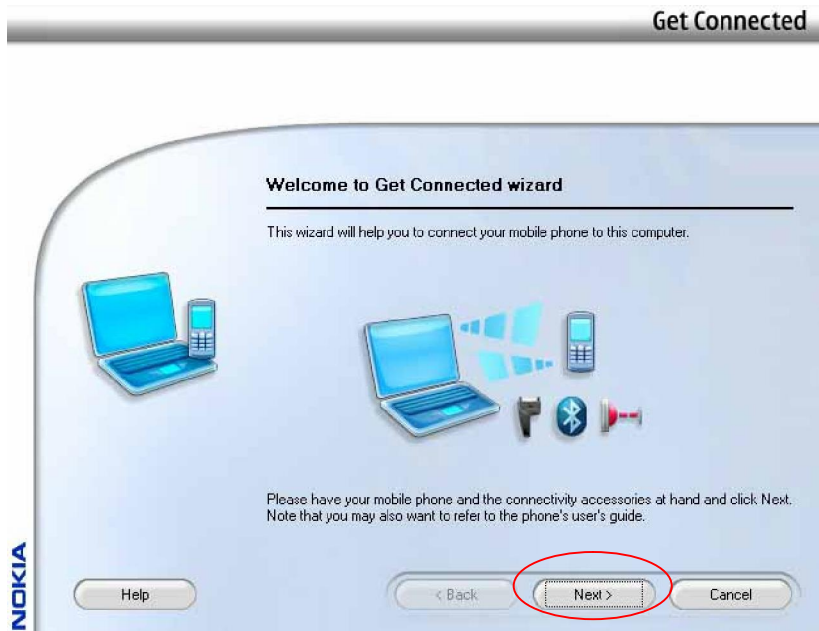 Get Connected
Welcome to Get Connected wizard
This wizard will help you to connect your mobile phone to this computer.
Please have your mobile phone and the connectivity accessories at hand and click Next.
Note that you may also want to refer to the phone's user's guide.
NOKIA
Help
< Back
Next >
Cancel